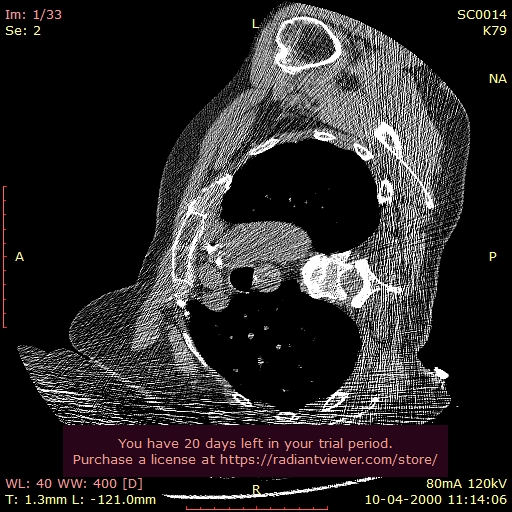 Im: 1/33
Se: 2
L
SC0014
K79
NA
A
P
You have 20 days left in your trial period.
Purchase a license at https://radiantviewer.com/store/
WL: 40 WW: 400 [D]
T: 1.3mm L: -121.0mm
R
80mA 120kV
10-04-2000 11:14:06